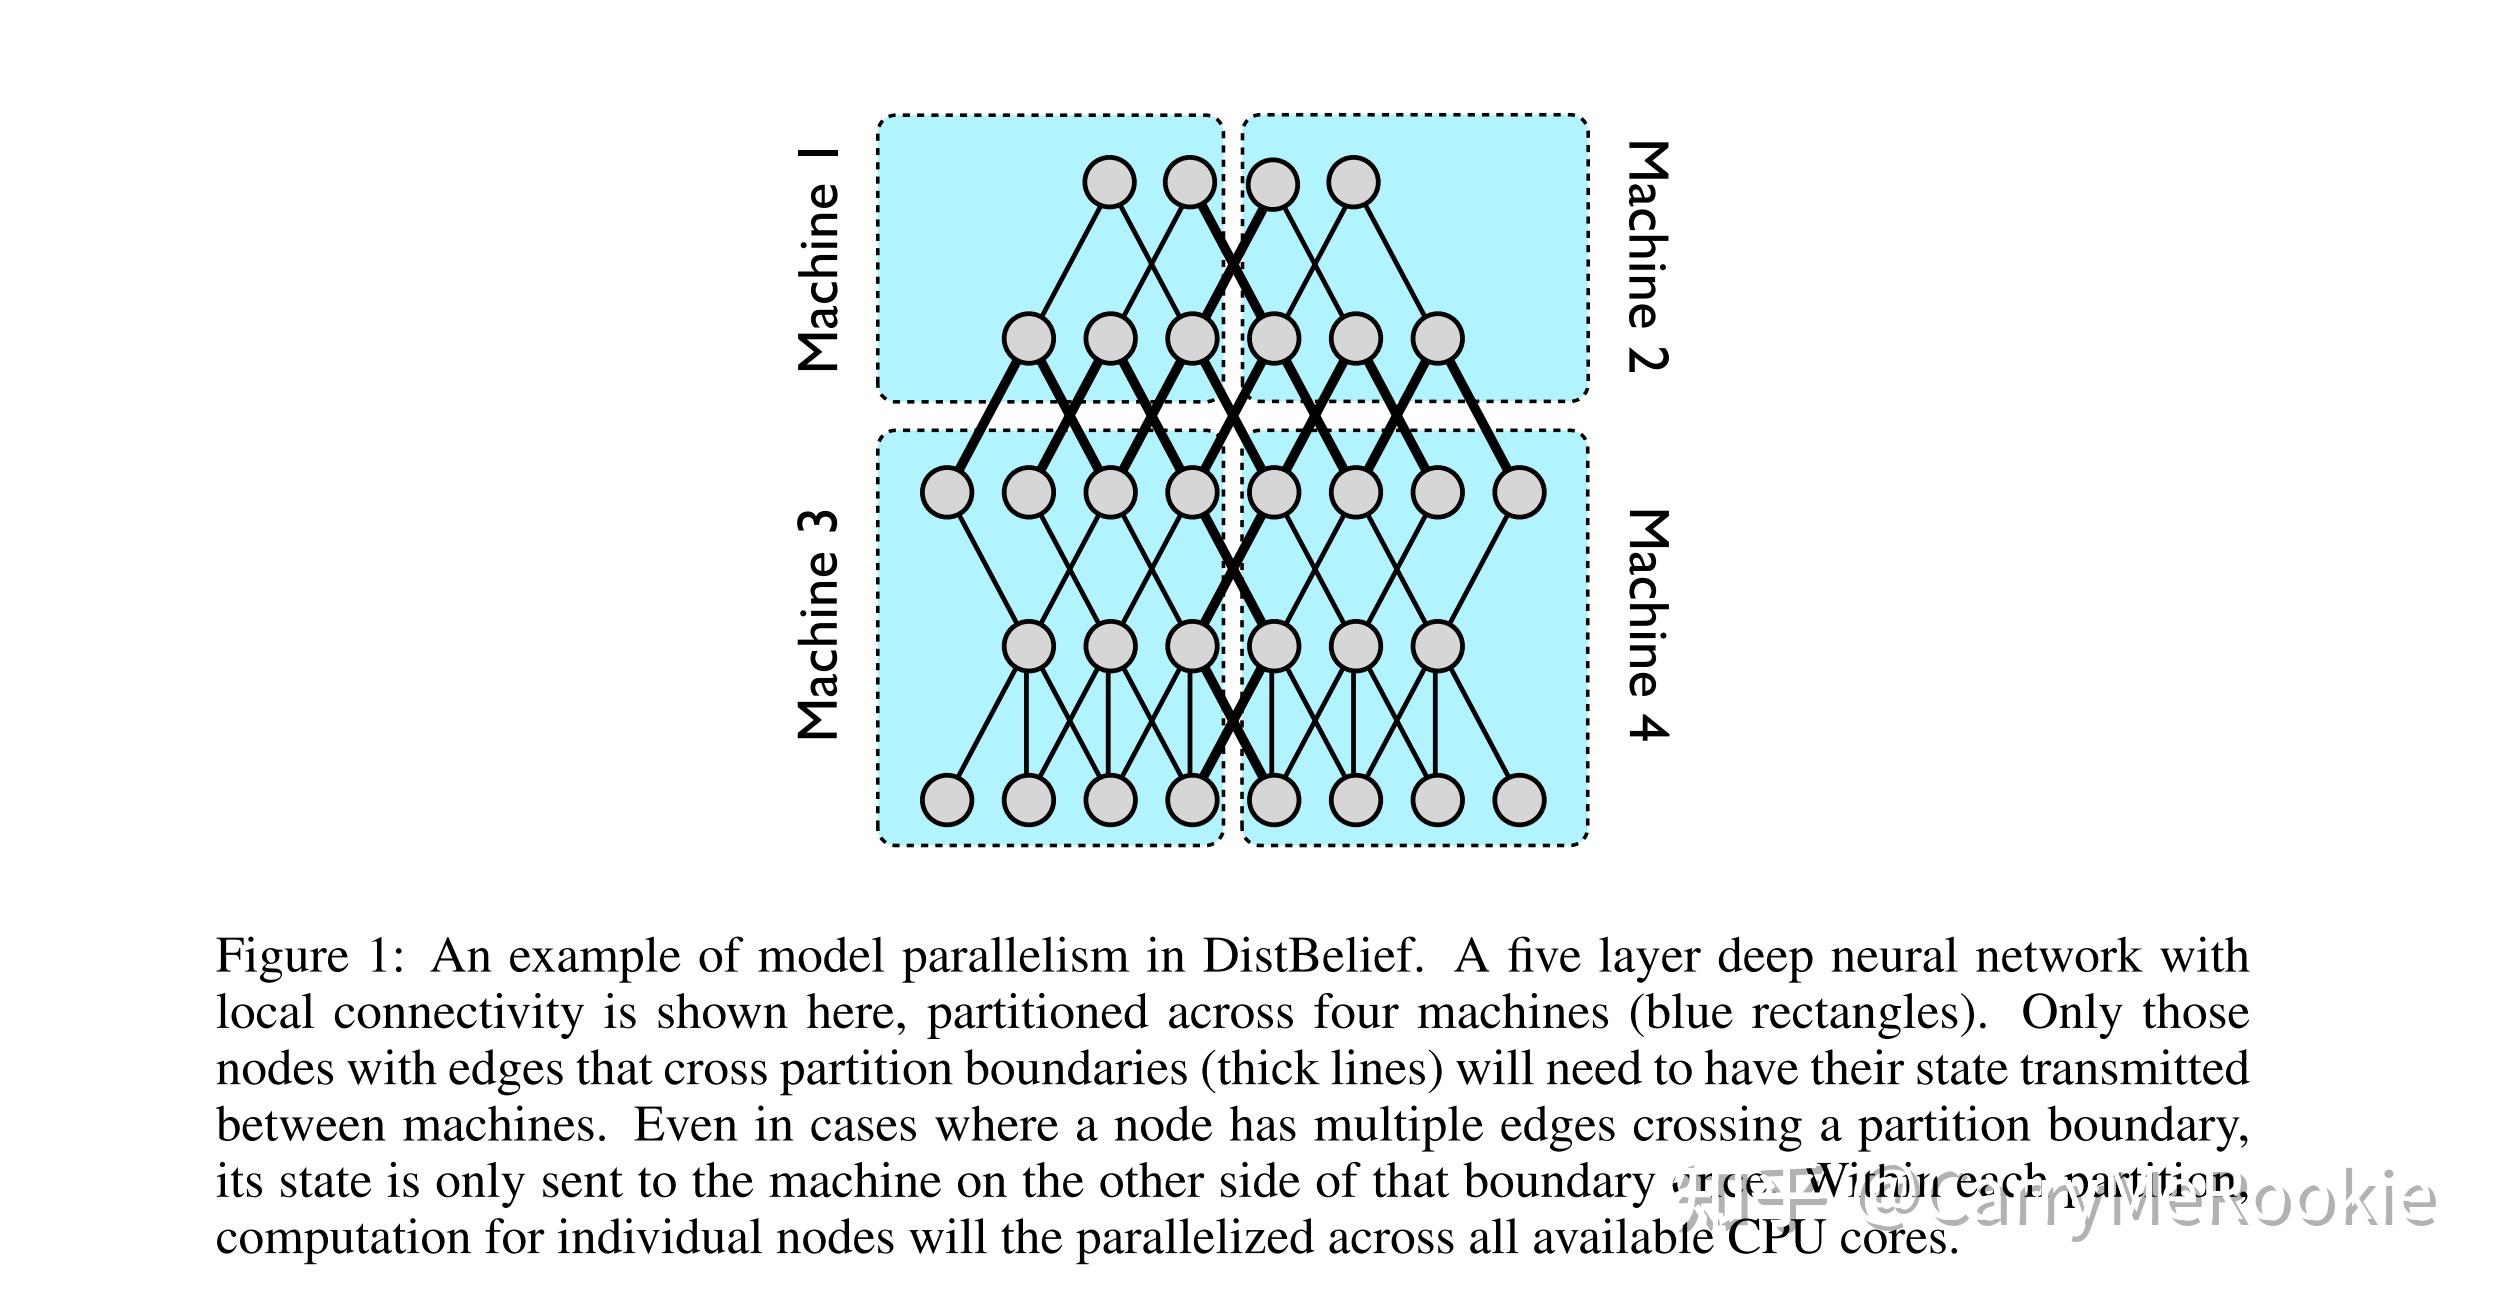 Machine 1
Machine 2
Machine 3
Machine 4
Figure 1: An example of model parallelism in DistBelief. A five layer deep neural network with
local connectivity is shown here, partitioned across four machines (blue rectangles). Only those
nodes with edges that cross partition boundaries (thick lines) will need to have their state transmitted
between machines. Even in cases where a node has multiple edges crossing a partition boundary,
its state is only sent to the machine on the other side of that boundary once. Within each partition,
computation for individual nodes will the parallelized across all available CPU cores.
知乎 @CarryMeRookie